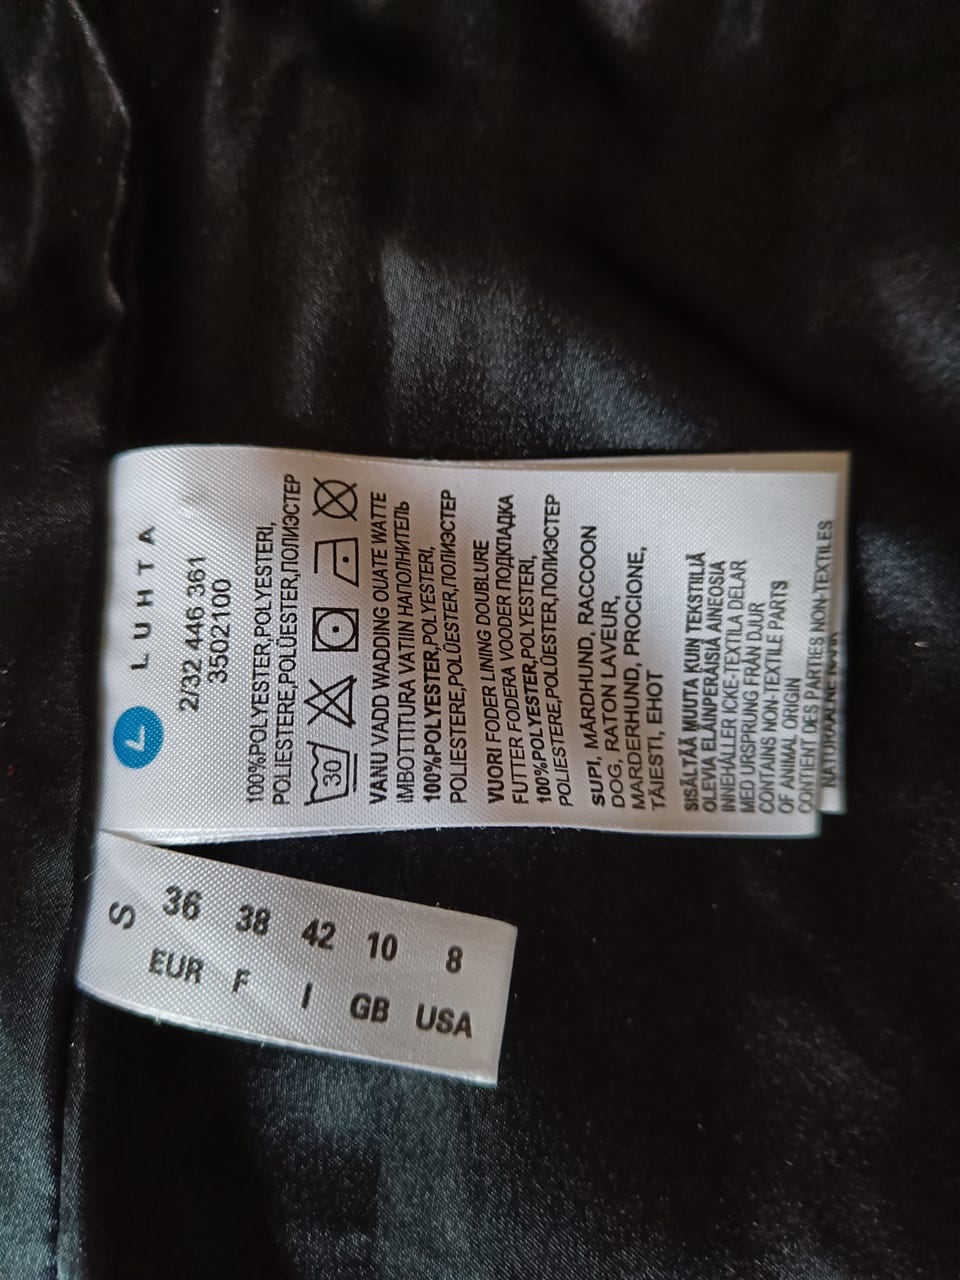 LUHTA
2/32 446 361
3502100
100%POLYESTER,POLYESTERI,
POLIESTERE,POLÜESTER,ПОЛИЭСТЕР
30
VANU VADD WADDING OUATE WATTE
IMBOTTITURA VATIIN НАПОЛНИТЕЛЬ
100%POLYESTER,POLYESTERI,
POLIESTERE,POLÜESTER,ПОЛИЭСТЕР
VUORI FODER LINING DOUBLURE
FUTTER FODERA VOODER ПОДКЛАДКА
100%POLYESTER,POLYESTERI,
POLIESTERE,POLÜESTER,ПОЛИЭСТЕР
SUPI, MÅRDHUND, RACCOON
DOG, RATON LAVEUR,
MARDERHUND, PROCIONE,
TÄIESTI, EHOT
SISÄLTÄÄ MUUTA KUIN TEKSTIILIÄ
OLEVIA ELÄINPERÄISIÄ AINEOSIA
INNEHÅLLER ICKE-TEXTILA DELAR
MED URSPRUNG FRÅN DJUR
CONTAINS NON-TEXTILE PARTS
OF ANIMAL ORIGIN
CONTIENT DES PARTIES NON-TEXTILES
S
36 38 42 10 8
EUR F I GB USA